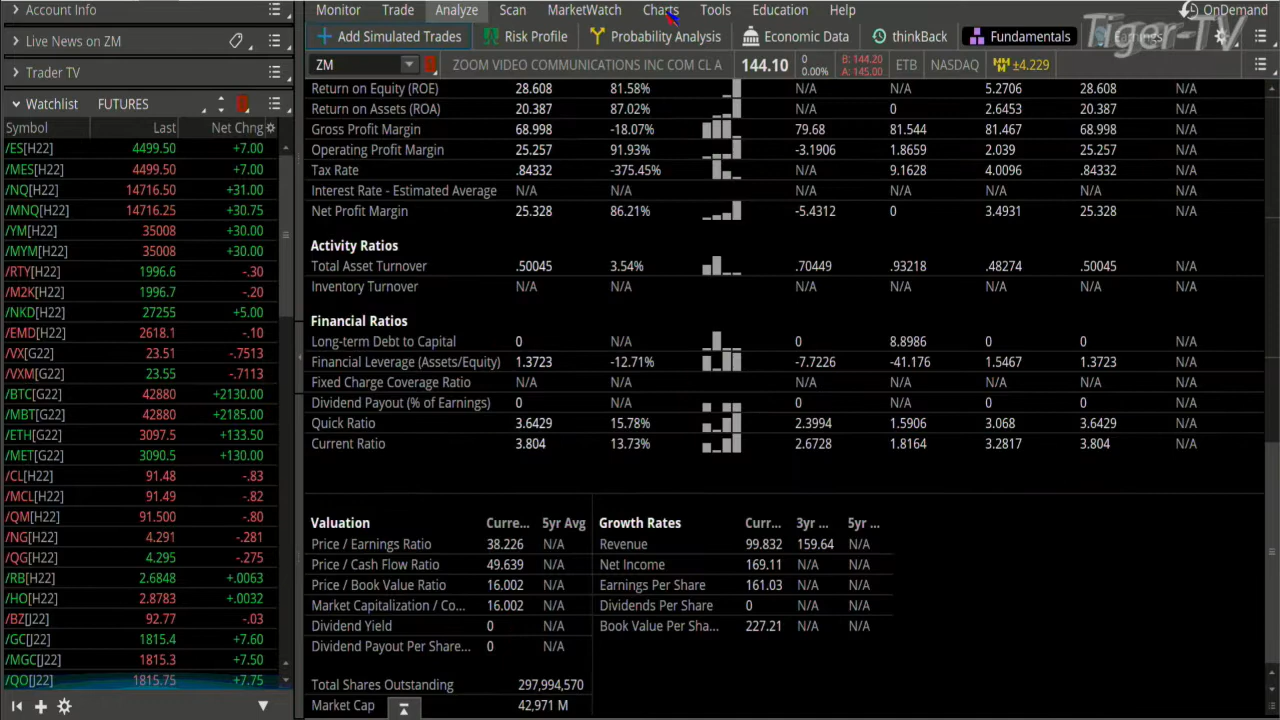 Account Info
Live News on ZM
Trader TV
Watchlist FUTURES
Symbol Last Net Chng
/ES[H22] 4499.50 +7.00
/MES[H22] 4499.50 +7.00
/NQ[H22] 14716.50 +31.00
/MNQ[H22] 14716.25 +30.75
/YM[H22] 35008 +30.00
/MYM[H22] 35008 +30.00
/RTY[H22] 1996.6 -.30
/M2K[H22] 1996.7 -.20
/NKD[H22] 27255 +5.00
/EMD[H22] 2618.1 -.10
/VX[G22] 23.51 -.7513
/VXM[G22] 23.55 -.7113
/BTC[G22] 42880 +2130.00
/MBT[G22] 42880 +2185.00
/ETH[G22] 3097.5 +133.50
/MET[G22] 3090.5 +130.00
/CL[H22] 91.48 -.83
/MCL[H22] 91.49 -.82
/QM[H22] 91.500 -.80
/NG[H22] 4.291 -.281
/QG[H22] 4.295 -.275
/RB[H22] 2.6848 +.0063
/HO[H22] 2.8783 +.0032
/BZ[J22] 92.77 -.03
/GC[J22] 1815.4 +7.60
/MGC[J22] 1815.3 +7.50
/QO[J22] 1815.75 +7.75
Monitor Trade Analyze Scan MarketWatch Charts Tools Education Help OnDemand
Tiger-TV
Add Simulated Trades Risk Profile Probability Analysis Economic Data thinkBack Fundamentals Earnings
ZM ZOOM VIDEO COMMUNICATIONS INC COM CL A 144.10 0 0.00% B: 144.20 A: 145.00 ETB NASDAQ ±4.229
Return on Equity (ROE) 28.608 81.58% N/A N/A 5.2706 28.608 N/A
Return on Assets (ROA) 20.387 87.02% N/A 0 2.6453 20.387 N/A
Gross Profit Margin 68.998 -18.07% 79.68 81.544 81.467 68.998 N/A
Operating Profit Margin 25.257 91.93% -3.1906 1.8659 2.039 25.257 N/A
Tax Rate .84332 -375.45% N/A 9.1628 4.0096 .84332 N/A
Interest Rate - Estimated Average N/A N/A N/A N/A N/A N/A N/A
Net Profit Margin 25.328 86.21% -5.4312 0 3.4931 25.328 N/A
Activity Ratios
Total Asset Turnover .50045 3.54% .70449 .93218 .48274 .50045 N/A
Inventory Turnover N/A N/A N/A N/A N/A N/A N/A
Financial Ratios
Long-term Debt to Capital 0 N/A 0 8.8986 0 0 N/A
Financial Leverage (Assets/Equity) 1.3723 -12.71% -7.7226 -41.176 1.5467 1.3723 N/A
Fixed Charge Coverage Ratio N/A N/A N/A N/A N/A N/A N/A
Dividend Payout (% of Earnings) 0 N/A 0 N/A 0 0 N/A
Quick Ratio 3.6429 15.78% 2.3994 1.5906 3.068 3.6429 N/A
Current Ratio 3.804 13.73% 2.6728 1.8164 3.2817 3.804 N/A
Valuation Curre... 5yr Avg
Price / Earnings Ratio 38.226 N/A
Price / Cash Flow Ratio 49.639 N/A
Price / Book Value Ratio 16.002 N/A
Market Capitalization / Co... 16.002 N/A
Dividend Yield 0 N/A
Dividend Payout Per Share... 0 N/A
Total Shares Outstanding 297,994,570
Market Cap 42,971 M
Growth Rates Curr... 3yr ... 5yr ...
Revenue 99.832 159.64 N/A
Net Income 169.11 N/A N/A
Earnings Per Share 161.03 N/A N/A
Dividends Per Share 0 N/A N/A
Book Value Per Sha... 227.21 N/A N/A